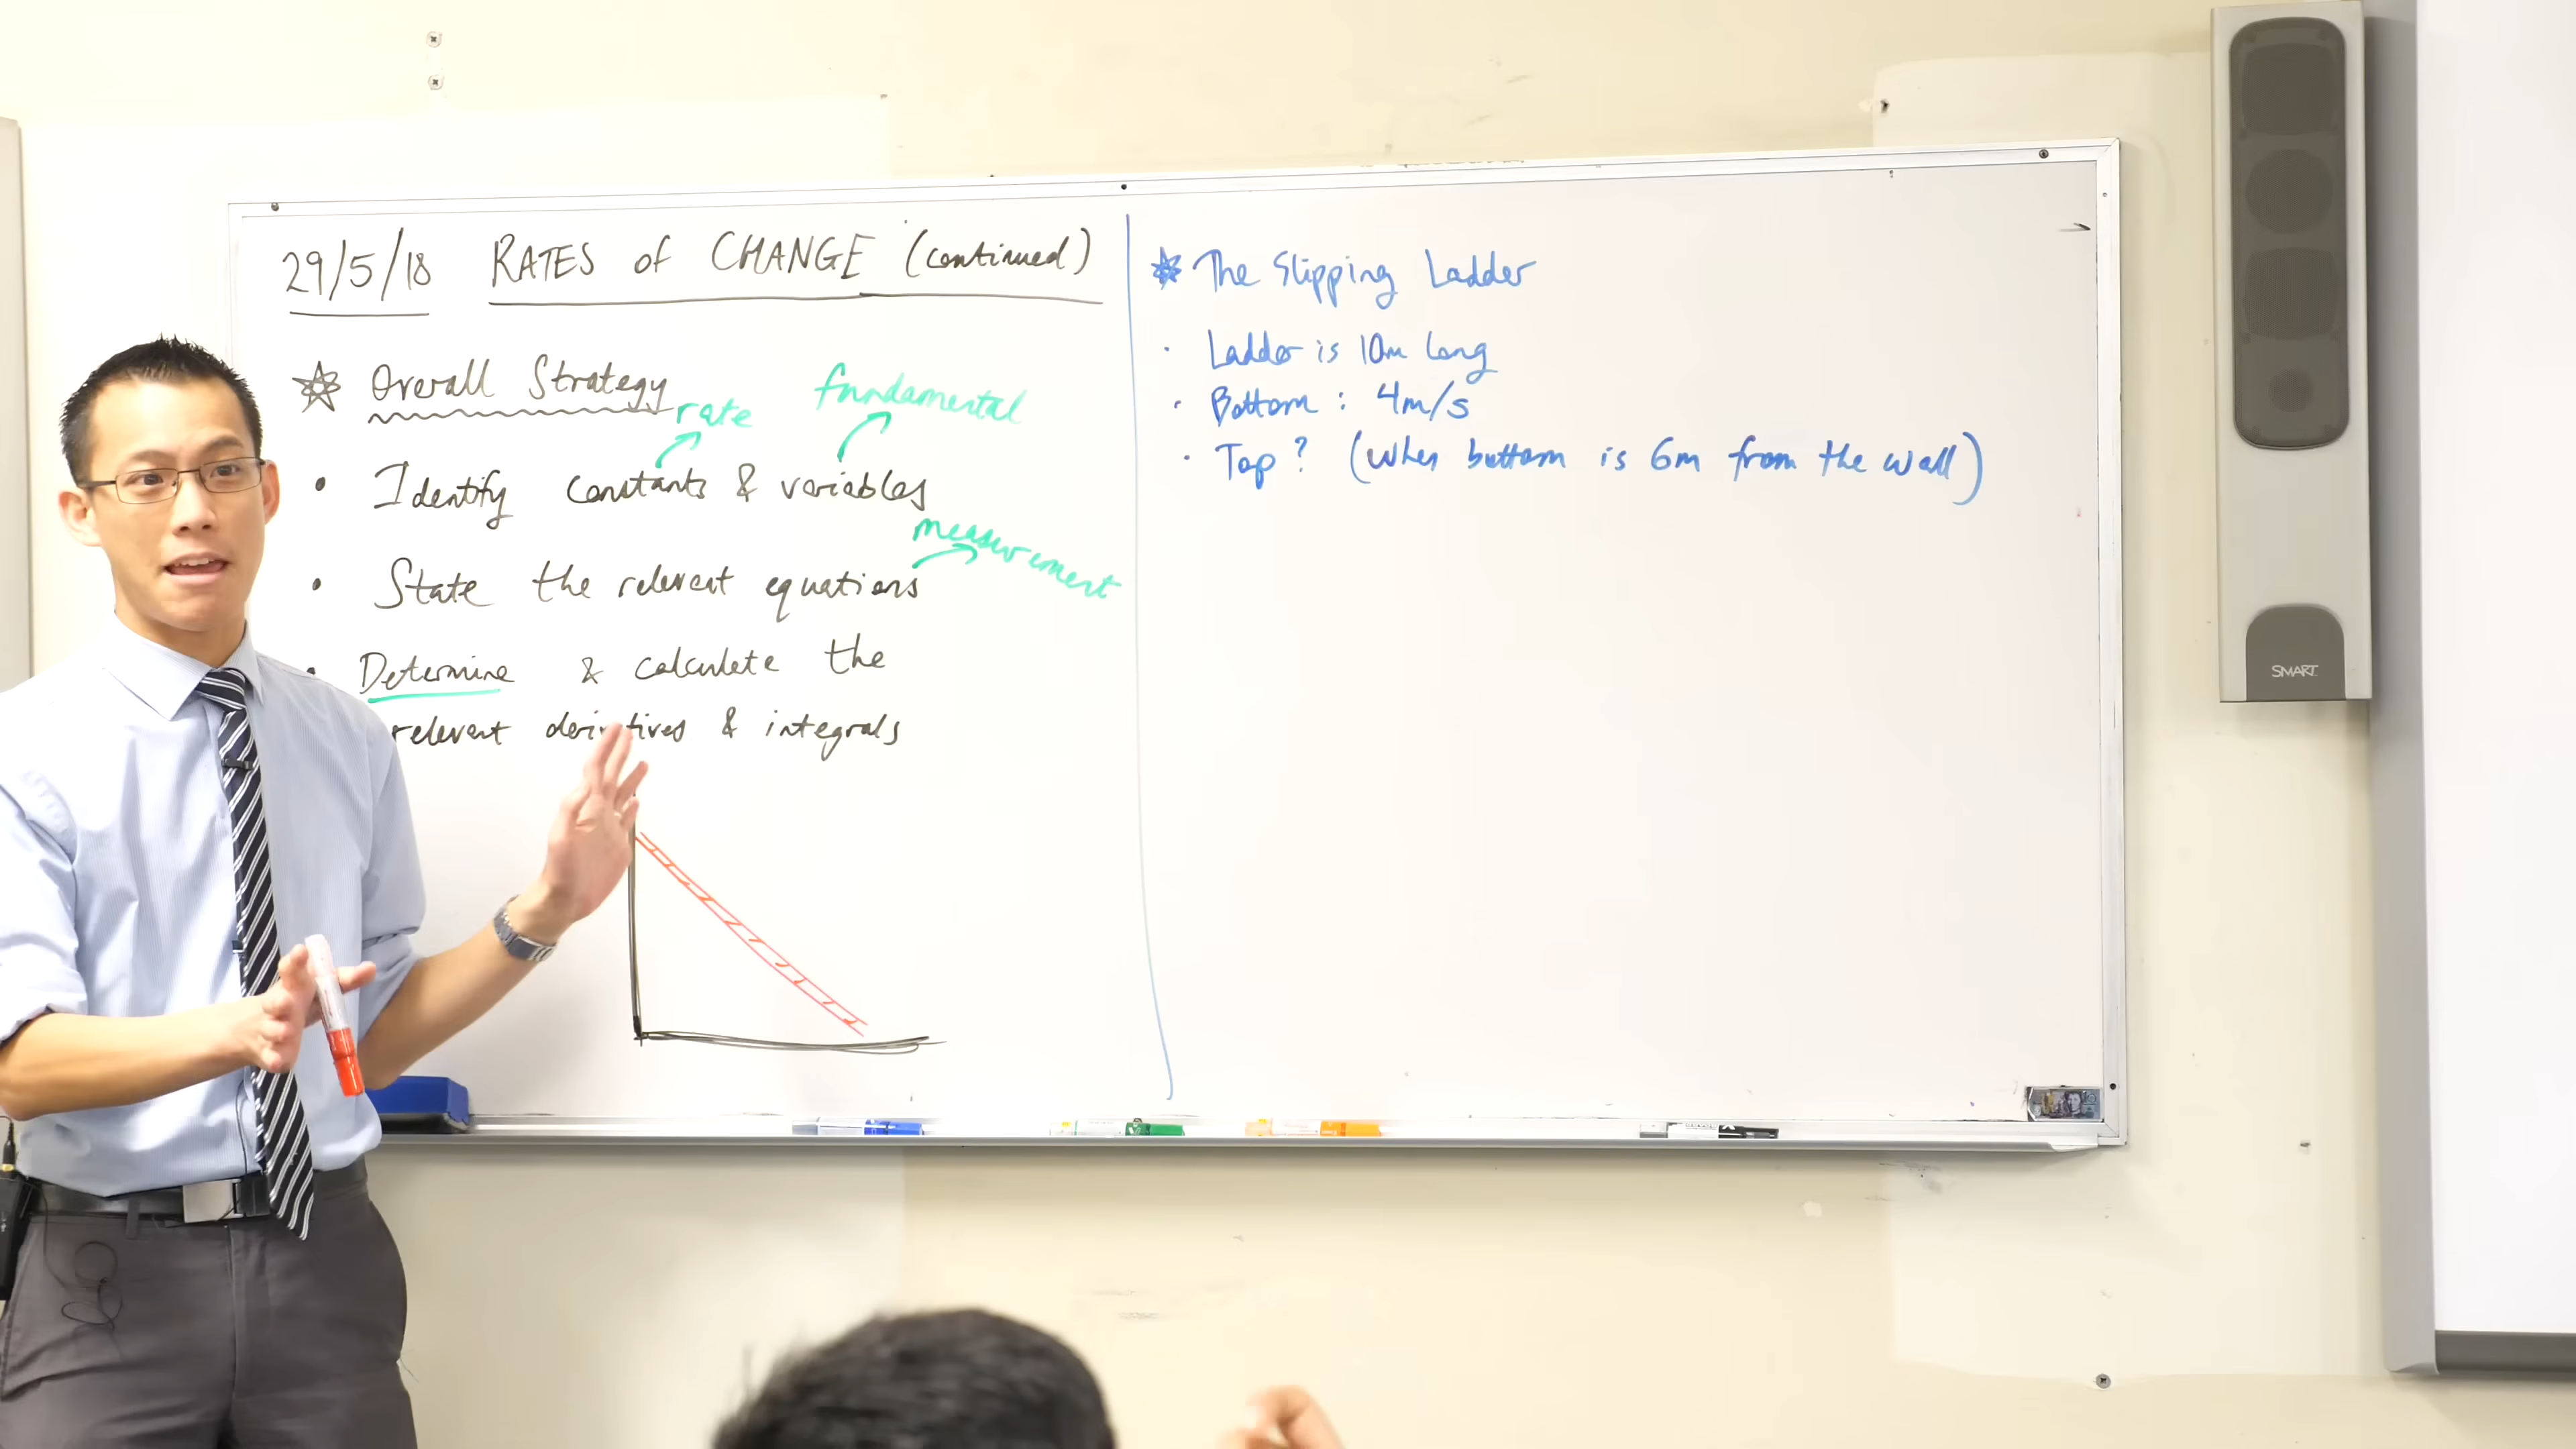 29/5/18 RATES of CHANGE (continued)
Overall Strategy
rate
fundamental
• Identify constants & variables
measurement
• State the relevant equations
• Determine & calculate the
relevant derivatives & integrals
The Slipping Ladder
• Ladder is 10m long
• Bottom : 4m/s
• Top? (when bottom is 6m from the wall)
SMART